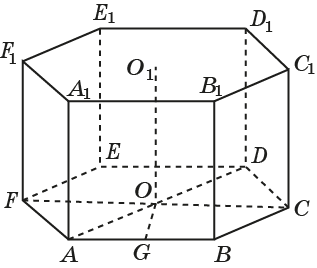 E₁ D₁
F₁ O₁ C₁
A₁ B₁
E D
F O C
A G B